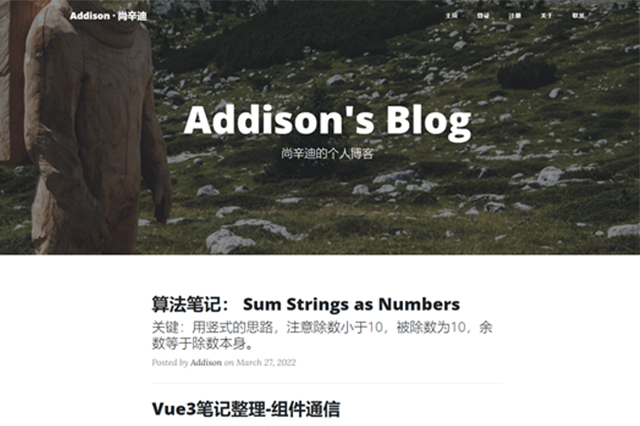 Addison · 尚辛迪
主页 登录 注册 关于 联系
Addison's Blog
尚辛迪的个人博客
算法笔记： Sum Strings as Numbers
关键：用竖式的思路，注意除数小于10，被除数为10，余
数等于除数本身。
Posted by Addison on March 27, 2022
Vue3笔记整理-组件通信